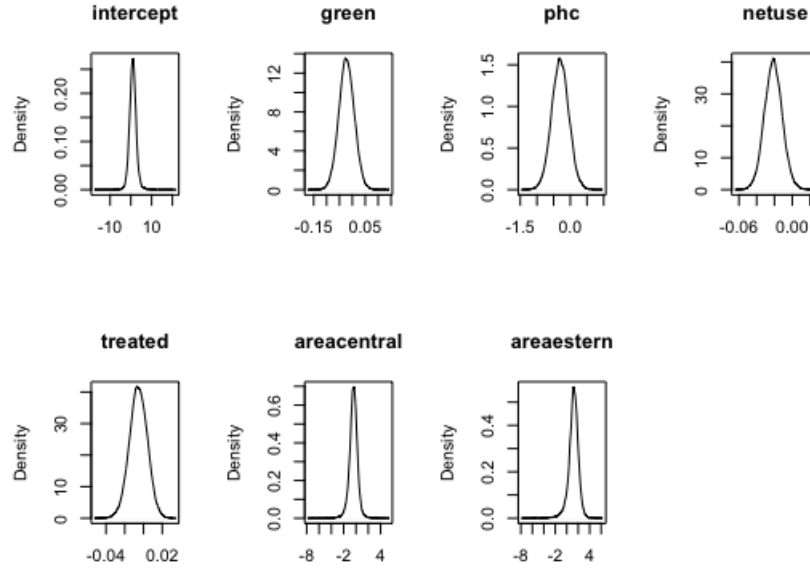 intercept
green
phc
netuse
Density
0.00 0.10 0.20
-10 10
Density
0 4 8 12
-0.15 0.05
Density
0.0 0.5 1.0 1.5
-1.5 0.0
Density
0 10 30
-0.06 0.00
treated
areacentral
areaestern
Density
0 10 30
-0.04 0.02
Density
0.0 0.2 0.4 0.6
-8 -2 4
Density
0.0 0.2 0.4
-8 -2 4